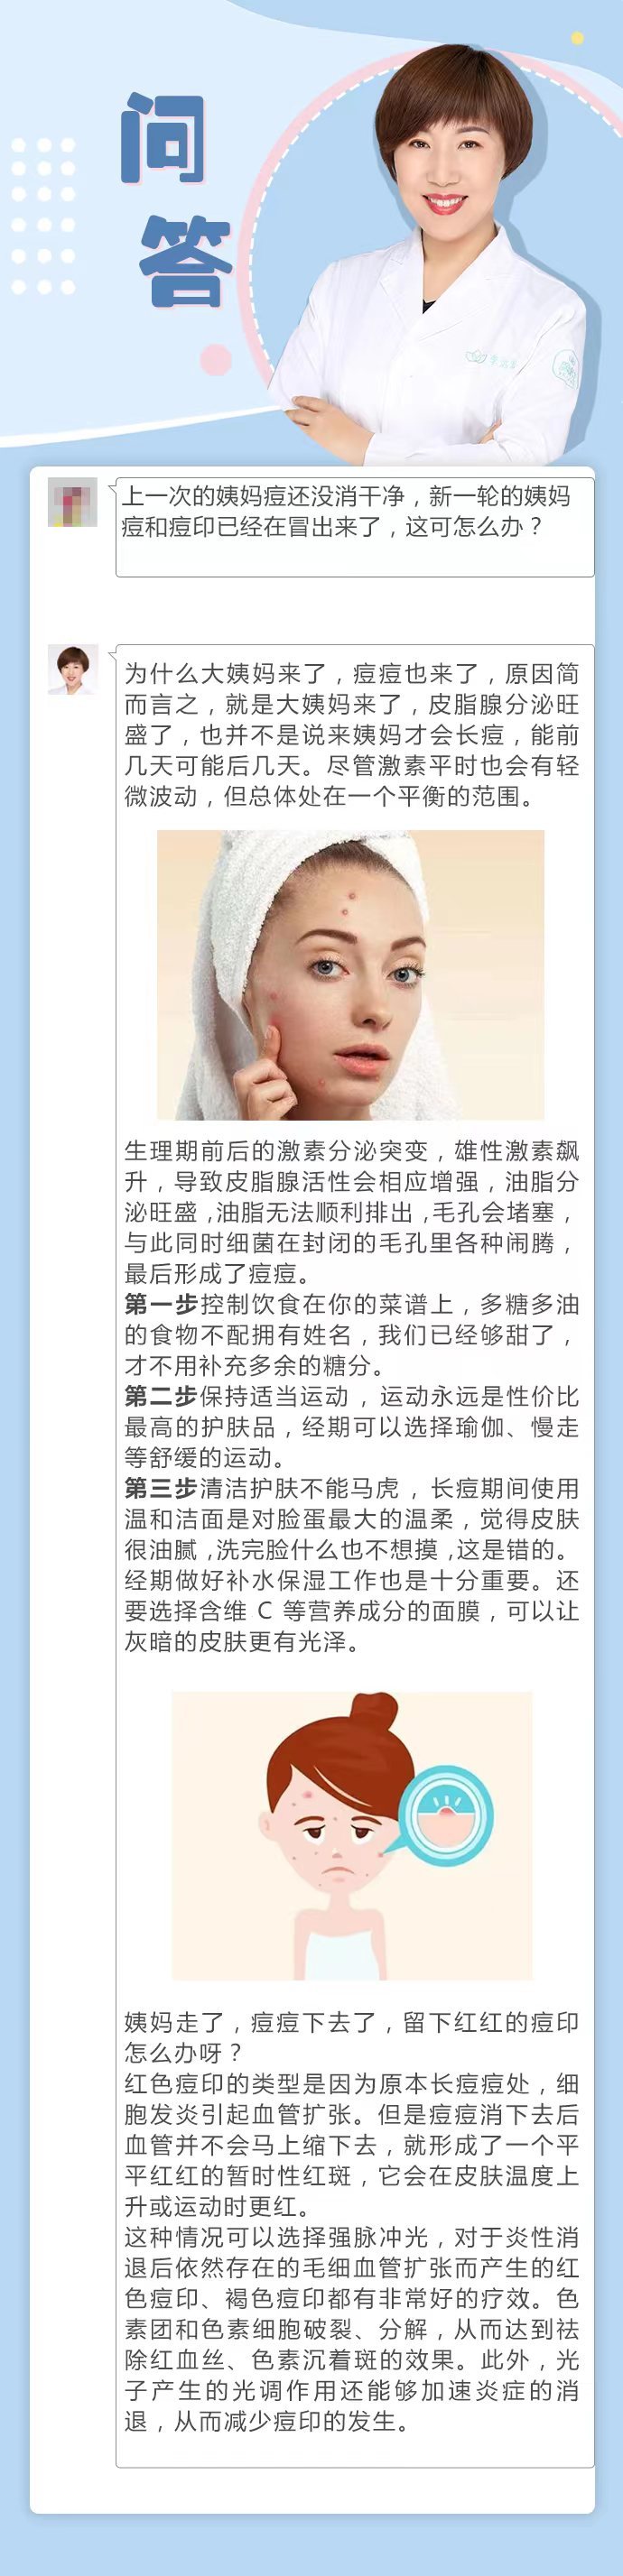 问
答
上一次的姨妈痘还没消干净，新一轮的姨妈
痘和痘印已经在冒出来了，这可怎么办？
为什么大姨妈来了，痘痘也来了，原因简
而言之，就是大姨妈来了，皮脂腺分泌旺
盛了，也并不是说来姨妈才会长痘，能前
几天可能后几天。尽管激素平时也会有轻
微波动，但总体处在一个平衡的范围。
生理期前后的激素分泌突变，雄性激素飙
升，导致皮脂腺活性会相应增强，油脂分
泌旺盛，油脂无法顺利排出，毛孔会堵塞，
与此同时细菌在封闭的毛孔里各种闹腾，
最后形成了痘痘。
第一步控制饮食在你的菜谱上，多糖多油
的食物不配拥有姓名，我们已经够甜了，
才不用补充多余的糖分。
第二步保持适当运动，运动永远是性价比
最高的护肤品，经期可以选择瑜伽、慢走
等舒缓的运动。
第三步清洁护肤不能马虎，长痘期间使用
温和洁面是对脸蛋最大的温柔，觉得皮肤
很油腻，洗完脸什么也不想摸，这是错的。
经期做好补水保湿工作也是十分重要。还
要选择含维 C 等营养成分的面膜，可以让
灰暗的皮肤更有光泽。
姨妈走了，痘痘下去了，留下红红的痘印
怎么办呀？
红色痘印的类型是因为原本长痘痘处，细
胞发炎引起血管扩张。但是痘痘消下去后
血管并不会马上缩下去，就形成了一个平
平红红的暂时性红斑，它会在皮肤温度上
升或运动时更红。
这种情况可以选择强脉冲光，对于炎性消
退后依然存在的毛细血管扩张而产生的红
色痘印、褐色痘印都有非常好的疗效。色
素团和色素细胞破裂、分解，从而达到祛
除红血丝、色素沉着斑的效果。此外，光
子产生的光调作用还能够加速炎症的消
退，从而减少痘印的发生。